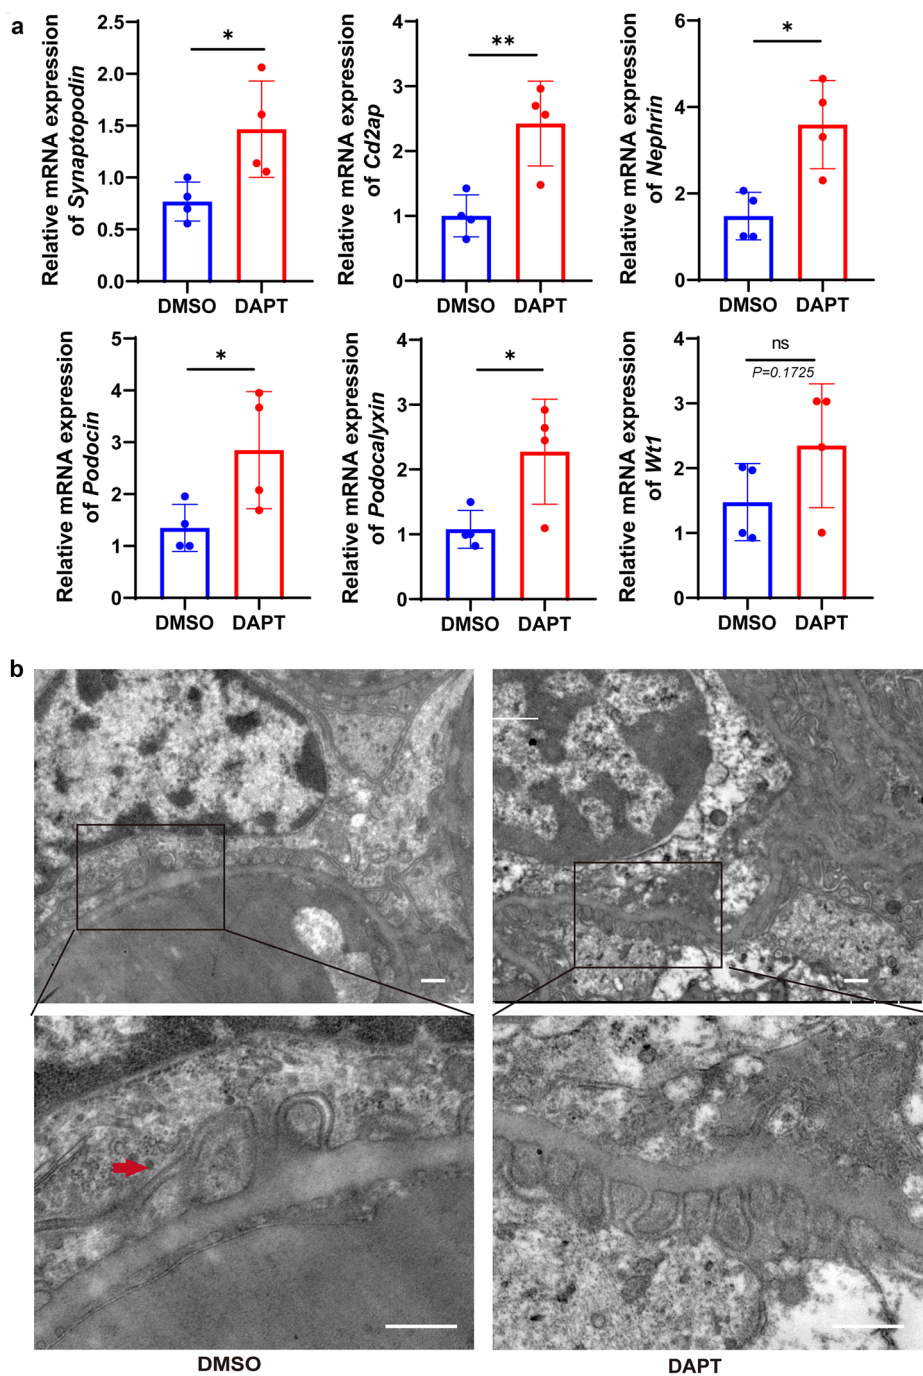 a
Relative mRNA expression
of Synaptopodin
2.5
2.0
1.5
1.0
0.5
0.0
*
DMSO
DAPT
Relative mRNA expression
of Cd2ap
4
3
2
1
0
**
DMSO
DAPT
Relative mRNA expression
of Nephrin
6
4
2
0
*
DMSO
DAPT
Relative mRNA expression
of Podocin
5
4
3
2
1
0
*
DMSO
DAPT
Relative mRNA expression
of Podocalyxin
4
3
2
1
0
*
DMSO
DAPT
Relative mRNA expression
of Wt1
4
3
2
1
0
ns
P=0.1725
DMSO
DAPT
b
DMSO
DAPT